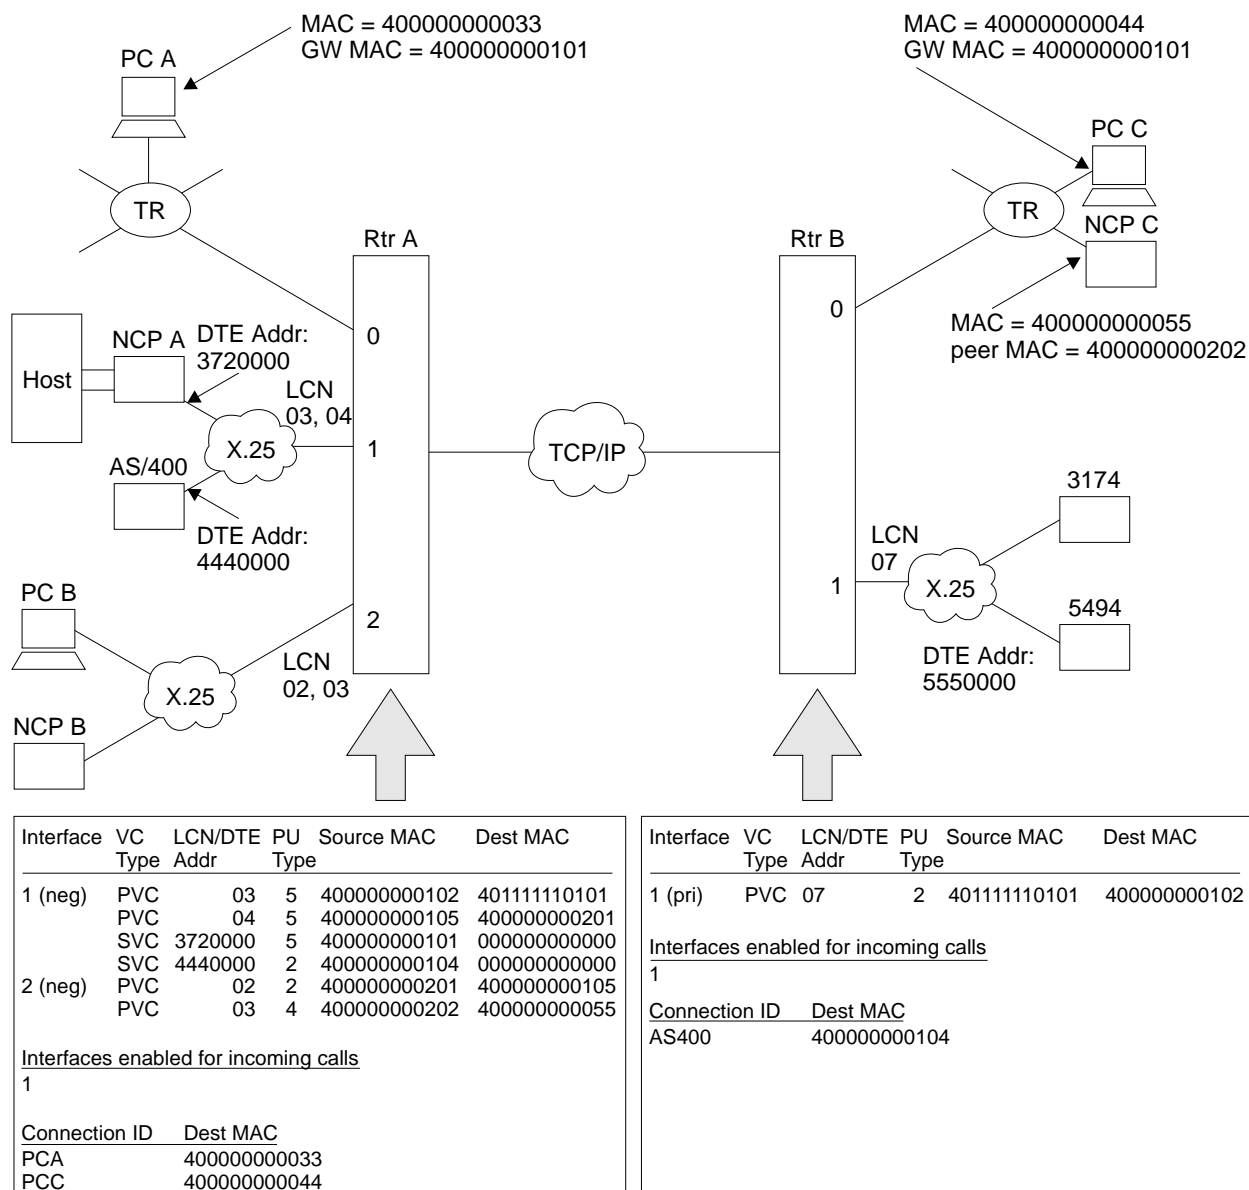 MAC = 400000000033
GW MAC = 400000000101
PC A
TR
MAC = 400000000044
GW MAC = 400000000101
PC C
TR
NCP C
MAC = 400000000055
peer MAC = 400000000202
Rtr A
Rtr B
0
0
Host
NCP A
DTE Addr:
3720000
LCN
03, 04
X.25
1
AS/400
DTE Addr:
4440000
TCP/IP
3174
LCN
07
1
X.25
5494
DTE Addr:
5550000
PC B
2
LCN
02, 03
X.25
NCP B
Interface VC LCN/DTE PU Source MAC Dest MAC
Type Addr Type
1 (neg) PVC 03 5 400000000102 401111110101
PVC 04 5 400000000105 400000000201
SVC 3720000 5 400000000101 000000000000
SVC 4440000 2 400000000104 000000000000
2 (neg) PVC 02 2 400000000201 400000000105
PVC 03 4 400000000202 400000000055
Interfaces enabled for incoming calls
1
Connection ID Dest MAC
PCA 400000000033
PCC 400000000044
Interface VC LCN/DTE PU Source MAC Dest MAC
Type Addr Type
1 (pri) PVC 07 2 401111110101 400000000102
Interfaces enabled for incoming calls
1
Connection ID Dest MAC
AS400 400000000104